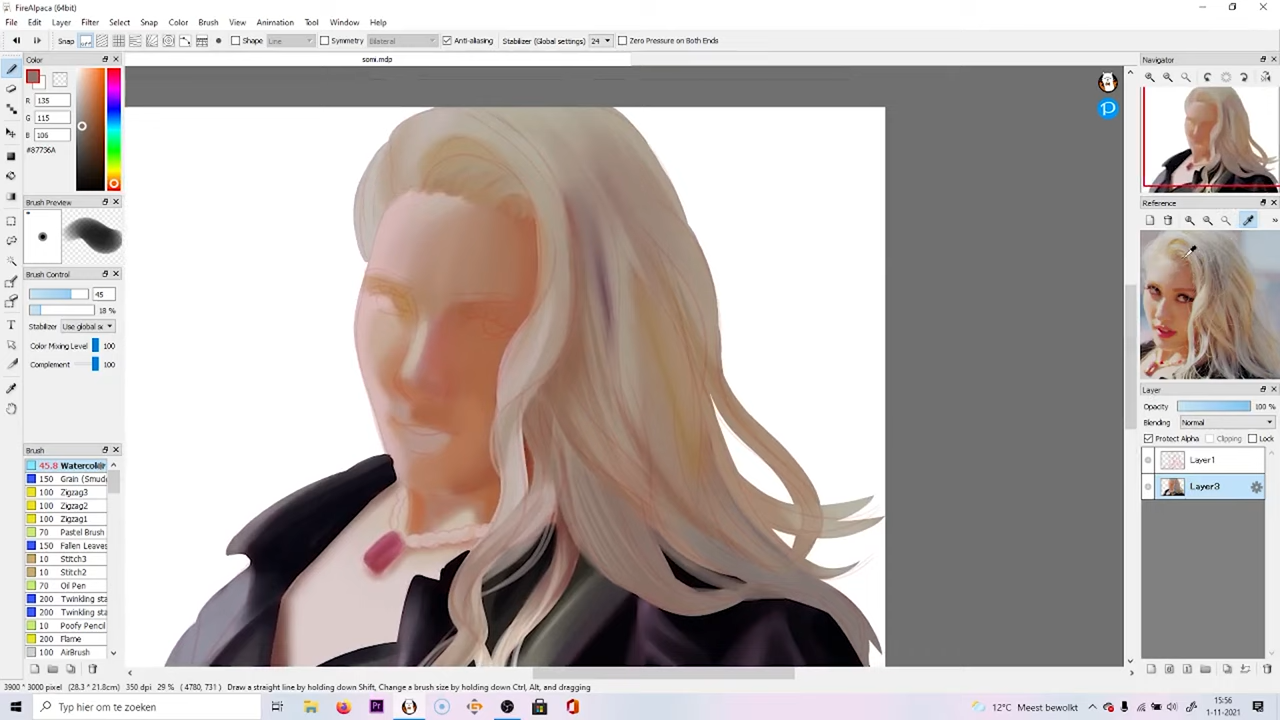 FireAlpaca (64bit)
File Edit Layer Filter Select Snap Color Brush View Animation Tool Window Help
Snap Shape Line Symmetry Bilateral Anti-aliasing Stabilizer (Global settings) 24 Zero Pressure on Both Ends
Color
somi.mdp
Navigator
R 135
G 115
B 106
#87736A
Brush Preview
Reference
Brush Control
45
18 %
Stabilizer Use global s
Color Mixing Level 100
Complement 100
Layer
Opacity 100 %
Blending Normal
Protect Alpha Clipping Lock
Layer1
Layer3
Brush
45.8 Watercol
150 Grain (Smud
100 Zigzag3
100 Zigzag2
100 Zigzag1
70 Pastel Brush
150 Fallen Leaves
10 Stitch3
10 Stitch2
70 Oil Pen
200 Twinkling sta
200 Twinkling sta
10 Poofy Pencil
200 Flame
100 AirBrush
3900 * 3000 pixel (28.3 * 21.8cm) 350 dpi 29 % ( 4780, 731 ) Draw a straight line by holding down Shift, Change a brush size by holding down Ctrl, Alt, and dragging
Typ hier om te zoeken
Pr
12°C Meest bewolkt
15:56
1-11-2021